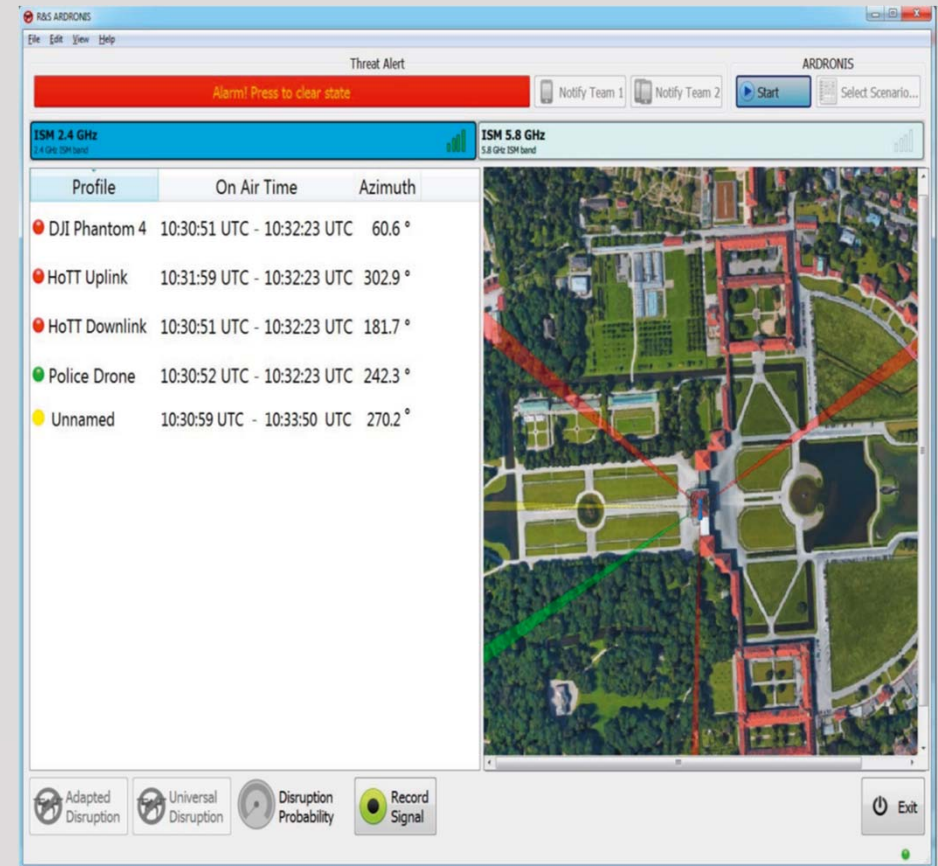 R&S ARDRONIS
File Edit View Help
Threat Alert
ARDRONIS
Alarm! Press to clear state
Notify Team 1
Notify Team 2
Start
Select Scenario...
ISM 2.4 GHz
2.4 GHz ISM band
ISM 5.8 GHz
5.8 GHz ISM band
Profile On Air Time Azimuth
DJI Phantom 4 10:30:51 UTC - 10:32:23 UTC 60.6 °
HoTT Uplink 10:31:59 UTC - 10:32:23 UTC 302.9 °
HoTT Downlink 10:30:51 UTC - 10:32:23 UTC 181.7 °
Police Drone 10:30:52 UTC - 10:32:23 UTC 242.3 °
Unnamed 10:30:59 UTC - 10:33:50 UTC 270.2 °
Adapted
Disruption
Universal
Disruption
Disruption
Probability
Record
Signal
Exit